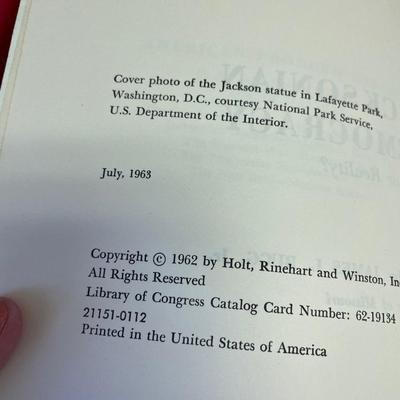 Cover photo of the Jackson statue in Lafayette Park,
Washington, D.C., courtesy National Park Service,
U.S. Department of the Interior.
July, 1963
Copyright © 1962 by Holt, Rinehart and Winston, Inc
All Rights Reserved
Library of Congress Catalog Card Number: 62-19134
21151-0112
Printed in the United States of America